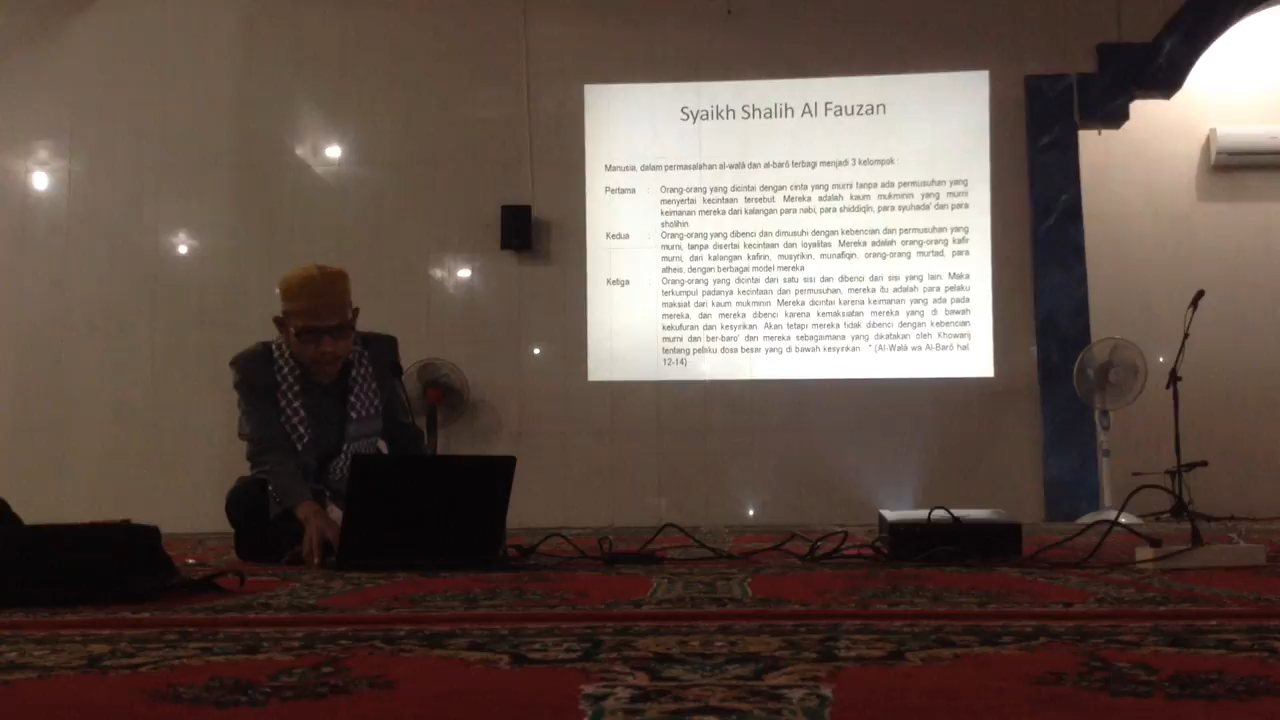 Syaikh Shalih Al Fauzan
Manusia, dalam permasalahan al-walâ dan al-barô terbagi menjadi 3 kelompok :
Pertama : Orang-orang yang dicintai dengan cinta yang murni tanpa ada permusuhan yang
menyertai kecintaan tersebut. Mereka adalah kaum mukminin yang murni
keimanan mereka dari kalangan para nabi, para shiddiqîn, para syuhada' dan para
sholihin.
Kedua : Orang-orang yang dibenci dan dimusuhi dengan kebencian dan permusuhan yang
murni, tanpa disertai kecintaan dan loyalitas. Mereka adalah orang-orang kafir
murni, dari kalangan kafirin, musyrikin, munafiqin, orang-orang murtad, para
atheis, dengan berbagai model mereka
Ketiga : Orang-orang yang dicintai dari satu sisi dan dibenci dari sisi yang lain. Maka
terkumpul padanya kecintaan dan permusuhan, mereka itu adalah para pelaku
maksiat dari kaum mukminin. Mereka dicintai karena keimanan yang ada pada
mereka, dan mereka dibenci karena kemaksiatan mereka yang di bawah
kekufuran dan kesyirikan. Akan tetapi mereka tidak dibenci dengan kebencian
murni dan ber-baro' dari mereka sebagaimana yang dikatakan oleh Khowarij
tentang pelaku dosa besar yang di bawah kesyirikan ." (Al-Walâ wa Al-Barô hal.
12-14)